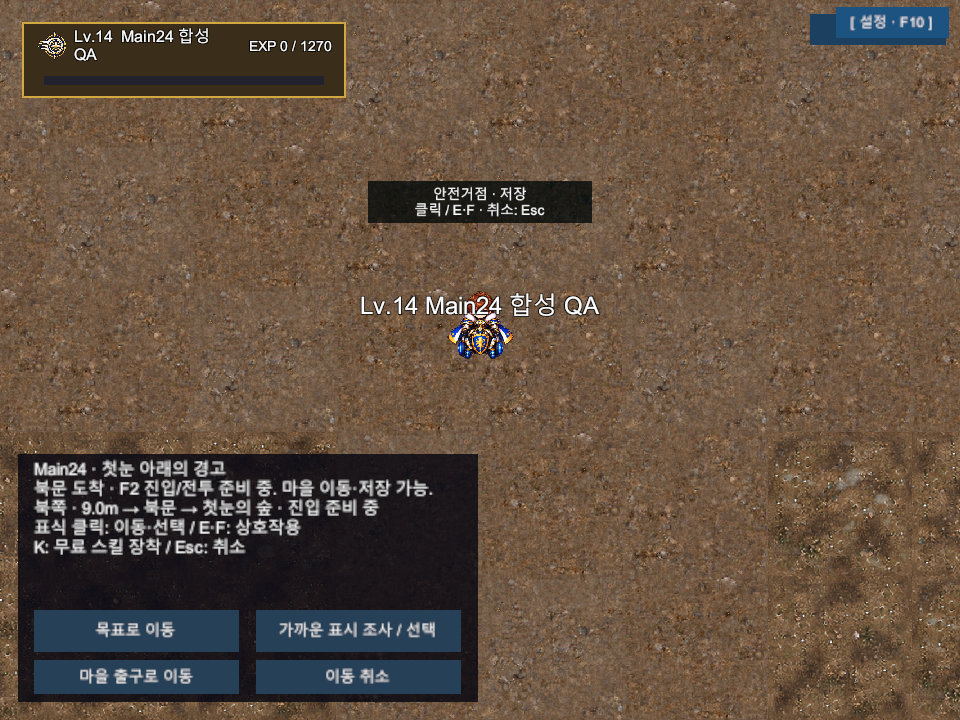 Lv.14 Main24 합성
QA
EXP 0 / 1270
[ 설정 · F10 ]
안전거점 · 저장
클릭 / E·F · 취소: Esc
Lv.14 Main24 합성 QA
Main24 · 첫눈 아래의 경고
북문 도착 · F2 진입/전투 준비 중. 마을 이동·저장 가능.
북쪽 · 9.0m → 북문 → 첫눈의 숲 · 진입 준비 중
표식 클릭: 이동·선택 / E·F: 상호작용
K: 무료 스킬 장착 / Esc: 취소
목표로 이동
가까운 표시 조사 / 선택
마을 출구로 이동
이동 취소